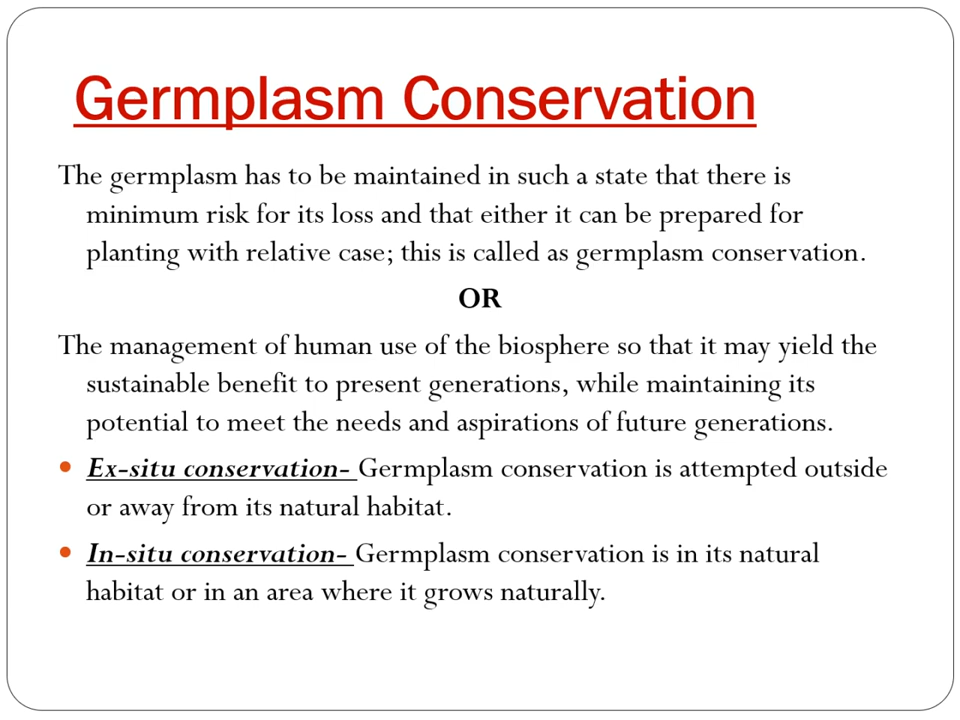 Germplasm Conservation
The germplasm has to be maintained in such a state that there is
minimum risk for its loss and that either it can be prepared for
planting with relative case; this is called as germplasm conservation.
OR
The management of human use of the biosphere so that it may yield the
sustainable benefit to present generations, while maintaining its
potential to meet the needs and aspirations of future generations.
• Ex-situ conservation- Germplasm conservation is attempted outside
or away from its natural habitat.
• In-situ conservation- Germplasm conservation is in its natural
habitat or in an area where it grows naturally.